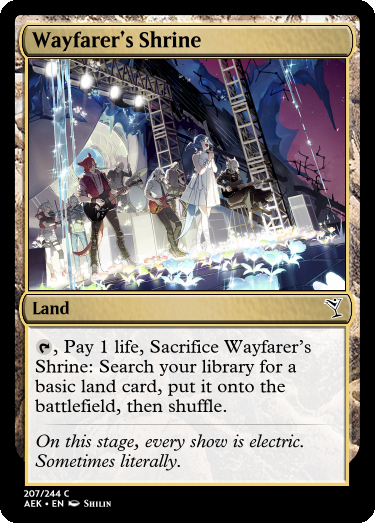 Wayfarer's Shrine
Land
, Pay 1 life, Sacrifice Wayfarer's
Shrine: Search your library for a
basic land card, put it onto the
battlefield, then shuffle.
On this stage, every show is electric.
Sometimes literally.
207/244 C
AEK • EN Shilin